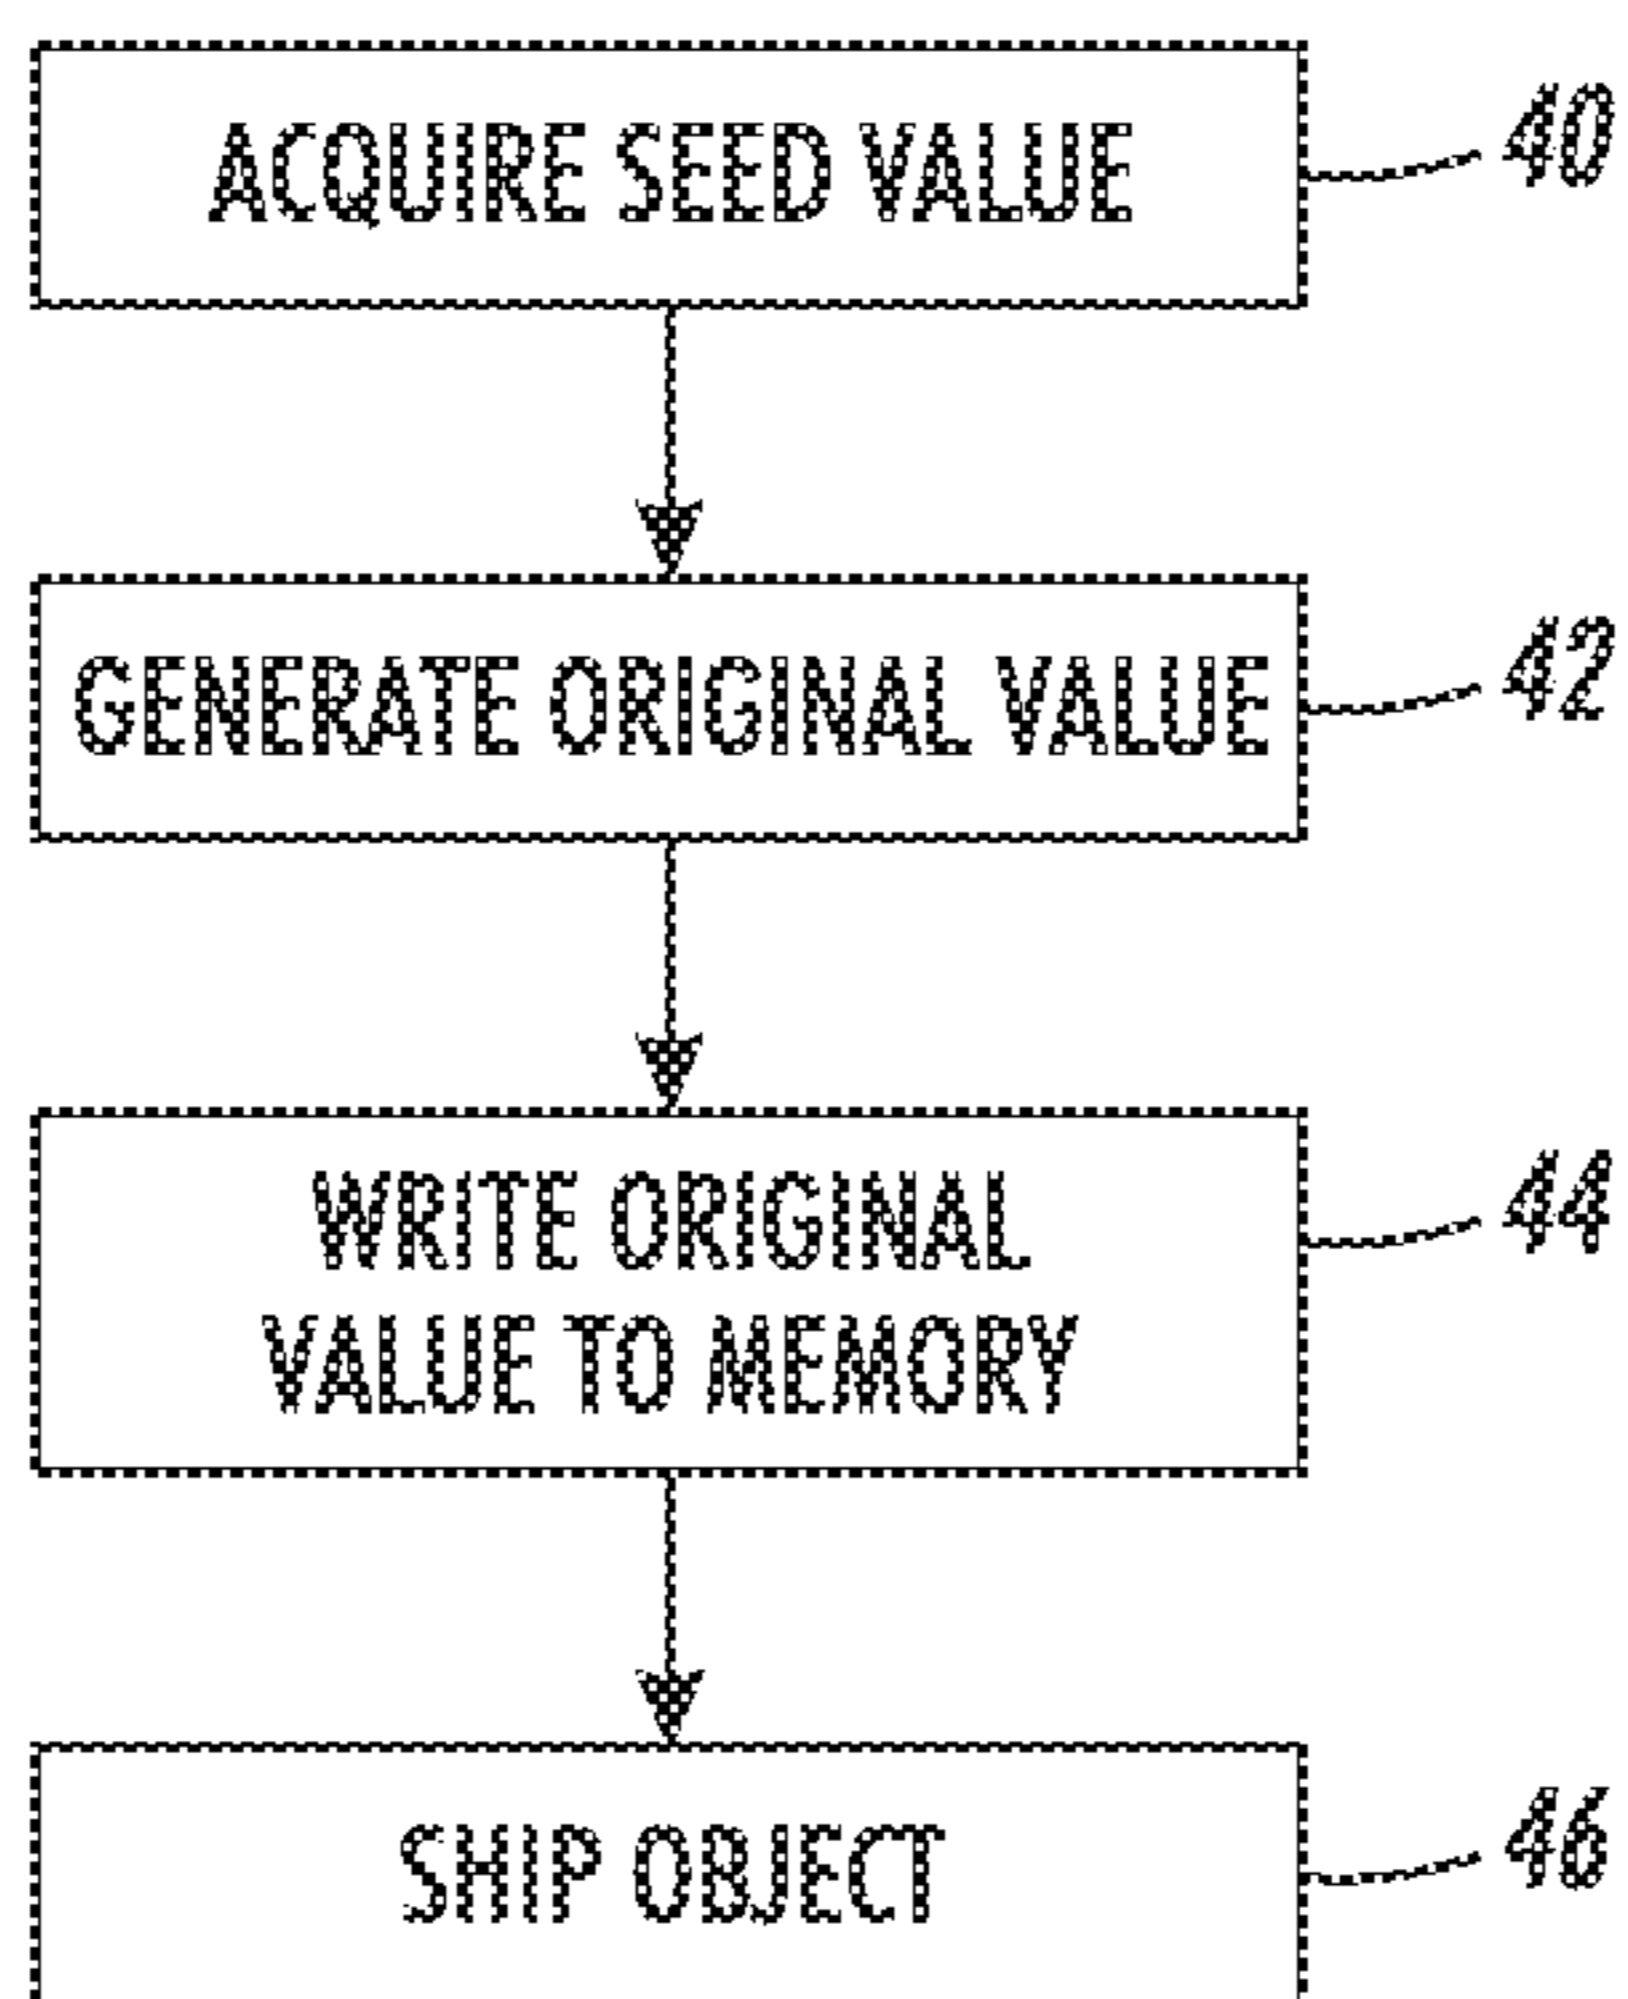 ACQUIRE SEED VALUE
40
GENERATE ORIGINAL VALUE
42
WRITE ORIGINAL
VALUE TO MEMORY
44
SHIP OBJECT
46